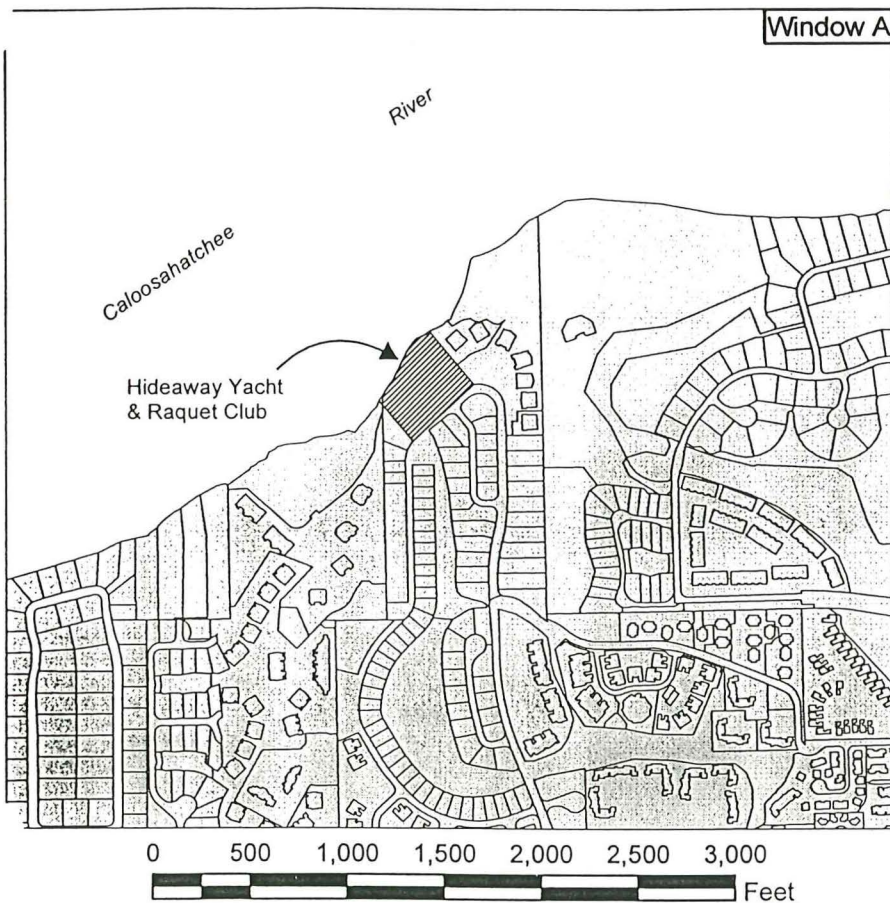 Window A
River
Caloosahatchee
Hideaway Yacht
& Raquet Club
0 500 1,000 1,500 2,000 2,500 3,000
Feet